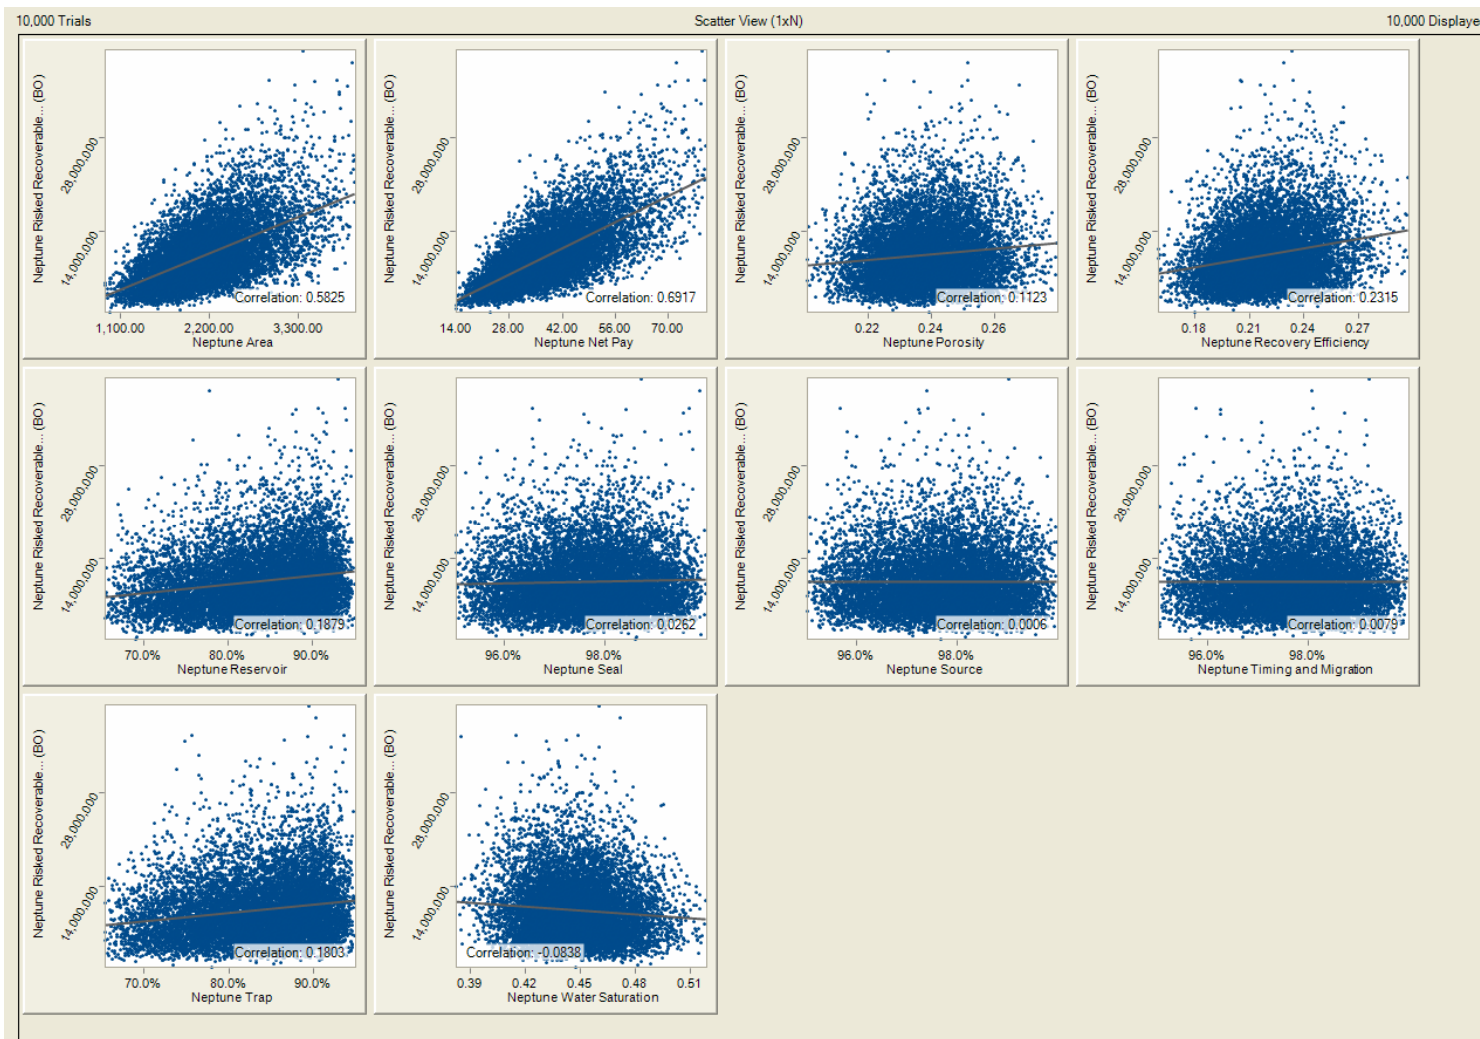 10,000 Trials
Scatter View (1xN)
10,000 Displaye
Neptune Risked Recoverable... (BO)
28,000,000
14,000,000
Correlation: 0.5825
1,100.00 2,200.00 3,300.00
Neptune Area
Neptune Risked Recoverable... (BO)
28,000,000
14,000,000
Correlation: 0.6917
14.00 28.00 42.00 56.00 70.00
Neptune Net Pay
Neptune Risked Recoverable... (BO)
28,000,000
14,000,000
Correlation: 0.1123
0.22 0.24 0.26
Neptune Porosity
Neptune Risked Recoverable... (BO)
28,000,000
14,000,000
Correlation: 0.2315
0.18 0.21 0.24 0.27
Neptune Recovery Efficiency
Neptune Risked Recoverable... (BO)
28,000,000
14,000,000
Correlation: 0.1879
70.0% 80.0% 90.0%
Neptune Reservoir
Neptune Risked Recoverable... (BO)
28,000,000
14,000,000
Correlation: 0.0262
96.0% 98.0%
Neptune Seal
Neptune Risked Recoverable... (BO)
28,000,000
14,000,000
Correlation: 0.0006
96.0% 98.0%
Neptune Source
Neptune Risked Recoverable... (BO)
28,000,000
14,000,000
Correlation: 0.0079
96.0% 98.0%
Neptune Timing and Migration
Neptune Risked Recoverable... (BO)
28,000,000
14,000,000
Correlation: 0.1803
70.0% 80.0% 90.0%
Neptune Trap
Neptune Risked Recoverable... (BO)
28,000,000
14,000,000
Correlation: -0.0838
0.39 0.42 0.45 0.48 0.51
Neptune Water Saturation